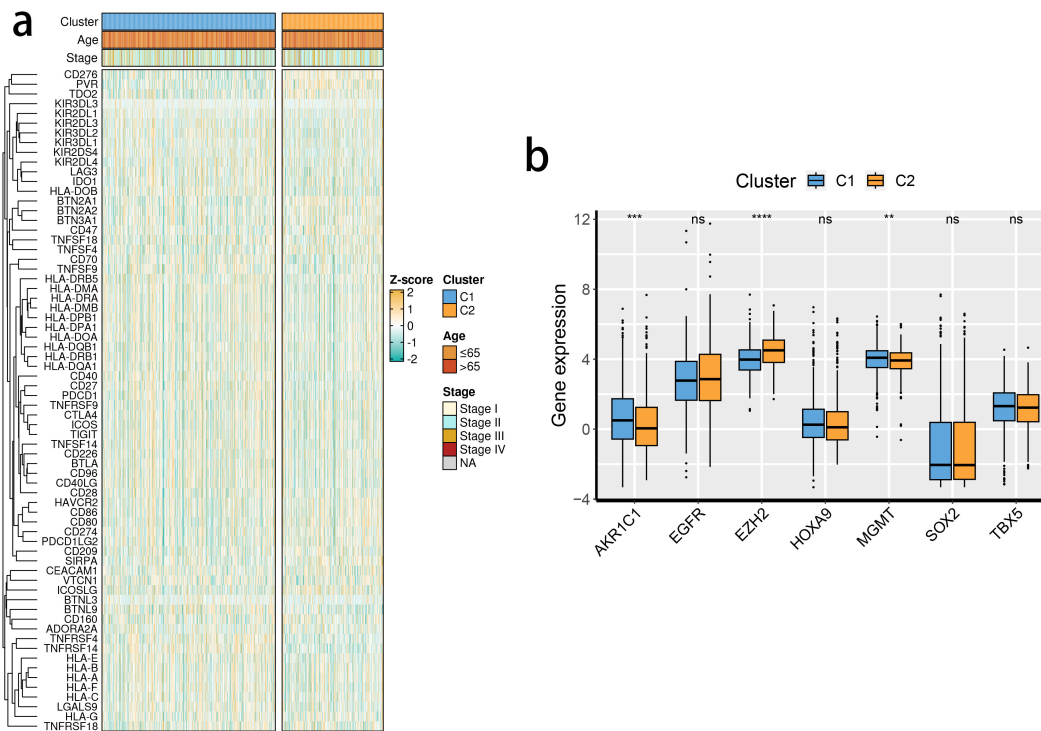 a
Cluster
Age
Stage
CD276
PVR
TDO2
KIR3DL3
KIR2DL1
KIR2DL3
KIR3DL2
KIR3DL1
KIR2DS4
KIR2DL4
LAG3
IDO1
HLA-DOB
BTN2A1
BTN2A2
BTN3A1
CD47
TNFSF18
TNFSF4
CD70
TNFSF9
HLA-DRB5
HLA-DMA
HLA-DRA
HLA-DMB
HLA-DPB1
HLA-DPA1
HLA-DOA
HLA-DQB1
HLA-DRB1
HLA-DQA1
CD40
CD27
PDCD1
TNFRSF9
CTLA4
ICOS
TIGIT
TNFSF14
CD226
BTLA
CD96
CD40LG
CD28
HAVCR2
CD86
CD80
CD274
PDCD1LG2
CD209
SIRPA
CEACAM1
VTCN1
ICOSLG
BTNL3
BTNL9
CD160
ADORA2A
TNFRSF4
TNFRSF14
HLA-E
HLA-B
HLA-A
HLA-F
HLA-C
LGALS9
HLA-G
TNFRSF18
Z-score
2
1
0
-1
-2
Cluster
C1
C2
Age
≤65
>65
Stage
Stage I
Stage II
Stage III
Stage IV
NA
b
Cluster C1 C2
Gene expression
12
8
4
0
−4
*** ns **** ns ** ns ns
AKR1C1
EGFR
EZH2
HOXA9
MGMT
SOX2
TBX5